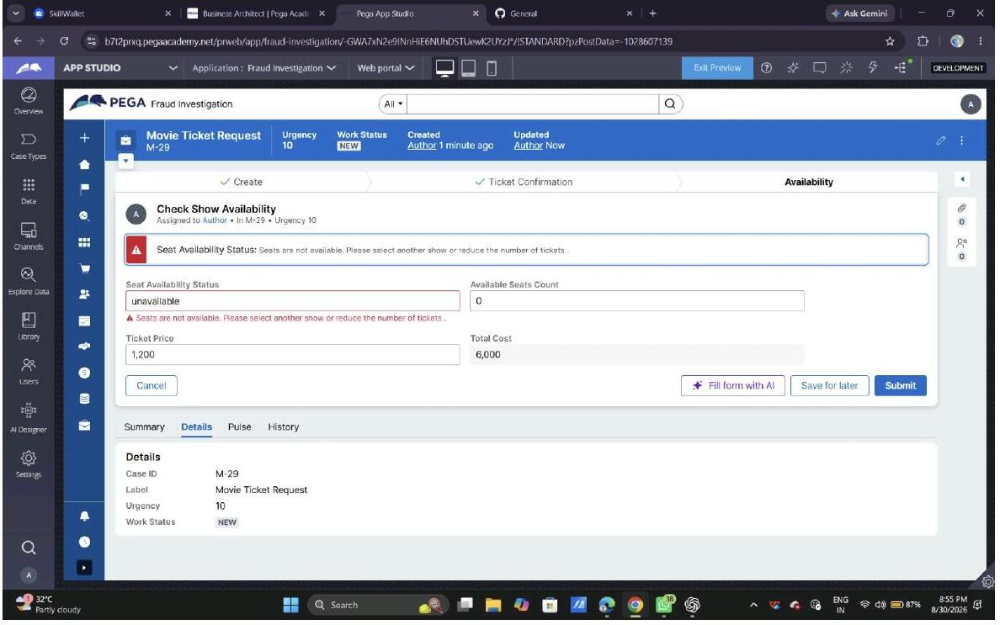 SkillWallet
PEGA Business Architect | Pega Acade
Pega App Studio
General
Ask Gemini
b7t2prxq.pegaacademy.net/prweb/app/fraud-investigation/-GWA7xN2e9INnHiE6NUhDSTUewK2UYzJ*/!STANDARD?pzPostData=-1028607139
APP STUDIO
Application : Fraud Investigation
Web portal
Exit Preview
DEVELOPMENT
Overview
Case Types
Data
Channels
Explore Data
Library
Users
AI Designer
Settings
A
PEGA Fraud Investigation
All
A
Movie Ticket Request
M-29
Urgency
10
Work Status
NEW
Created
Author 1 minute ago
Updated
Author Now
Create
Ticket Confirmation
Availability
A
Check Show Availability
Assigned to Author • In M-29 • Urgency 10
Seat Availability Status: Seats are not available. Please select another show or reduce the number of tickets .
0
0
Seat Availability Status
unavailable
Seats are not available. Please select another show or reduce the number of tickets .
Available Seats Count
0
Ticket Price
1,200
Total Cost
6,000
Cancel
Fill form with AI
Save for later
Submit
Summary
Details
Pulse
History
Details
Case ID M-29
Label Movie Ticket Request
Urgency 10
Work Status NEW
1
32°C
Partly cloudy
Search
38
ENG
IN
87%
8:55 PM
8/30/2026